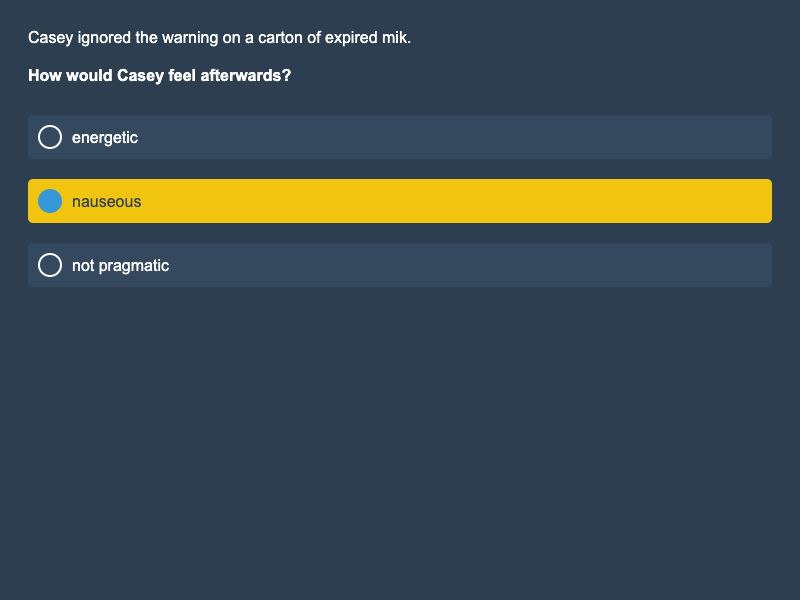 Casey ignored the warning on a carton of expired mik.
How would Casey feel afterwards?
energetic
nauseous
not pragmatic